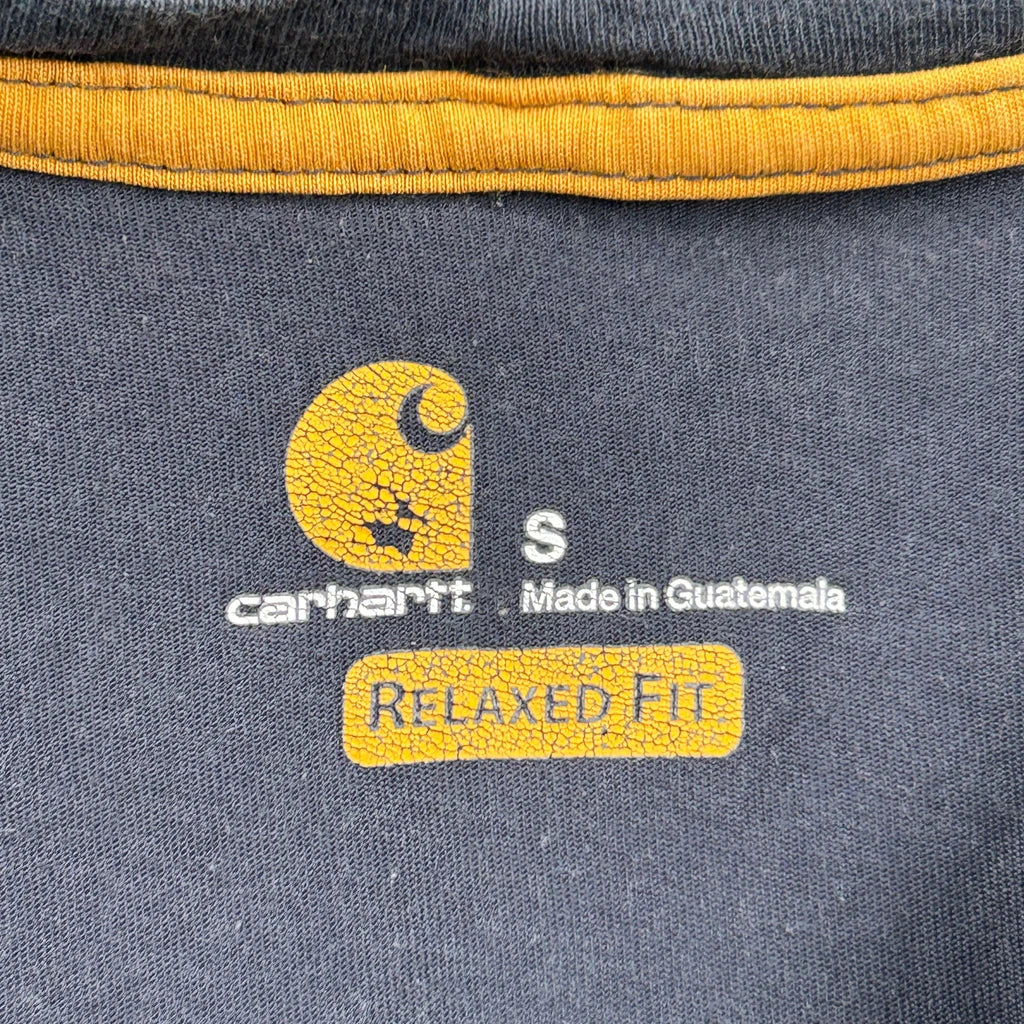 S
carhartt
Made in Guatemala
RELAXED FIT